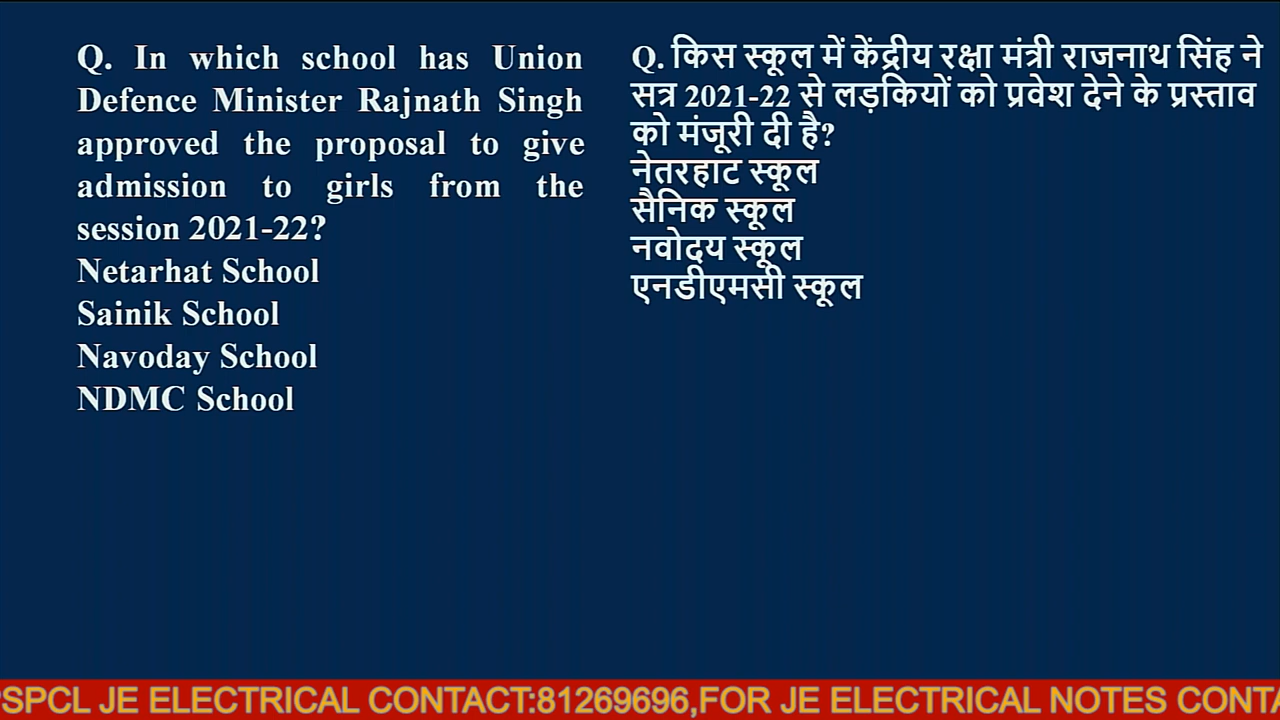 Q. In which school has Union
Defence Minister Rajnath Singh
approved the proposal to give
admission to girls from the
session 2021-22?
Netarhat School
Sainik School
Navoday School
NDMC School
Q. किस स्कूल में केंद्रीय रक्षा मंत्री राजनाथ सिंह ने
सत्र 2021-22 से लड़कियों को प्रवेश देने के प्रस्ताव
को मंजूरी दी है?
नेतरहाट स्कूल
सैनिक स्कूल
नवोदय स्कूल
एनडीएमसी स्कूल
SPCL JE ELECTRICAL CONTACT:81269696,FOR JE ELECTRICAL NOTES CONTA